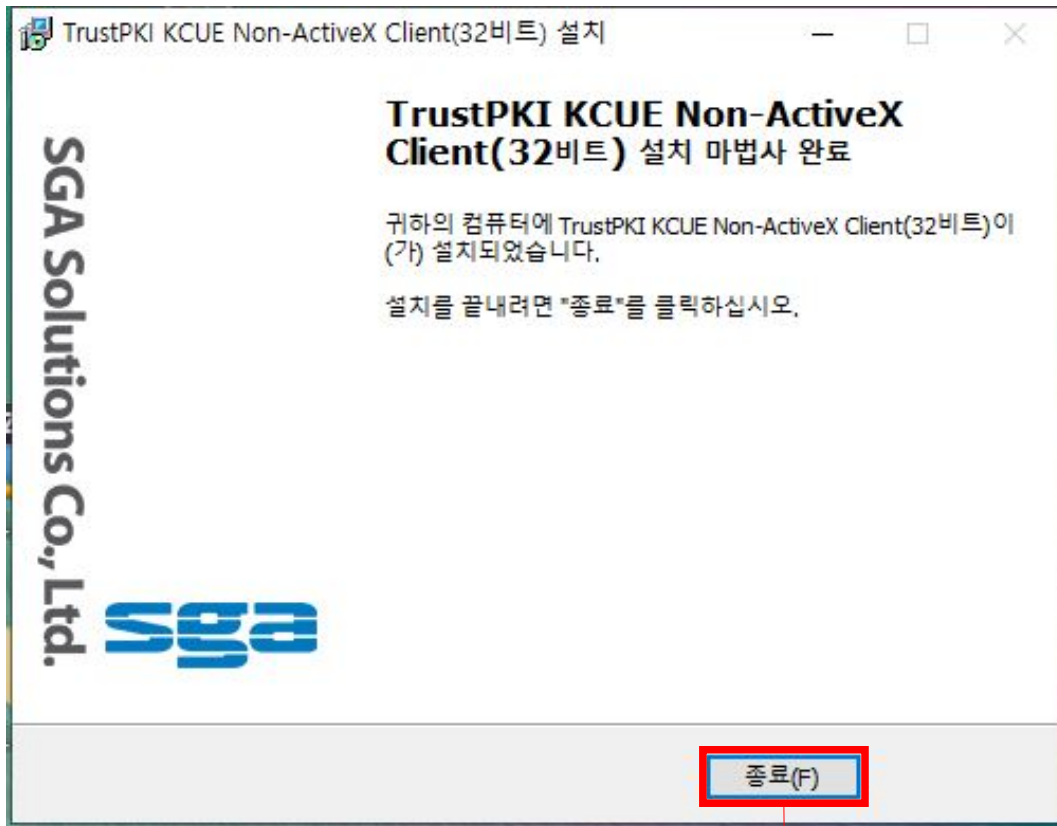 TrustPKI KCUE Non-ActiveX Client(32비트) 설치
TrustPKI KCUE Non-ActiveX
Client(32비트) 설치 마법사 완료
귀하의 컴퓨터에 TrustPKI KCUE Non-ActiveX Client(32비트)이
(가) 설치되었습니다.
설치를 끝내려면 "종료"를 클릭하십시오.
SGA Solutions Co., Ltd.
sga
종료(F)